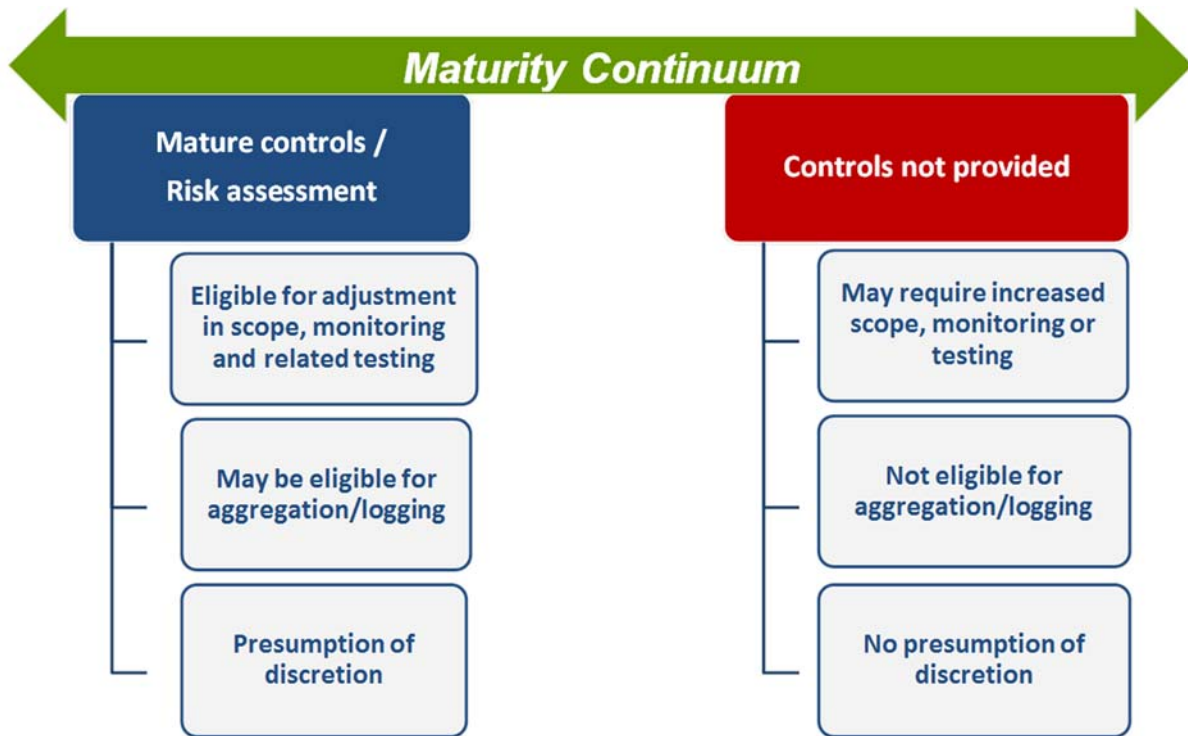 Maturity Continuum
Mature controls /
Risk assessment
Eligible for adjustment
in scope, monitoring
and related testing
May be eligible for
aggregation/logging
Presumption of
discretion
Controls not provided
May require increased
scope, monitoring or
testing
Not eligible for
aggregation/logging
No presumption of
discretion